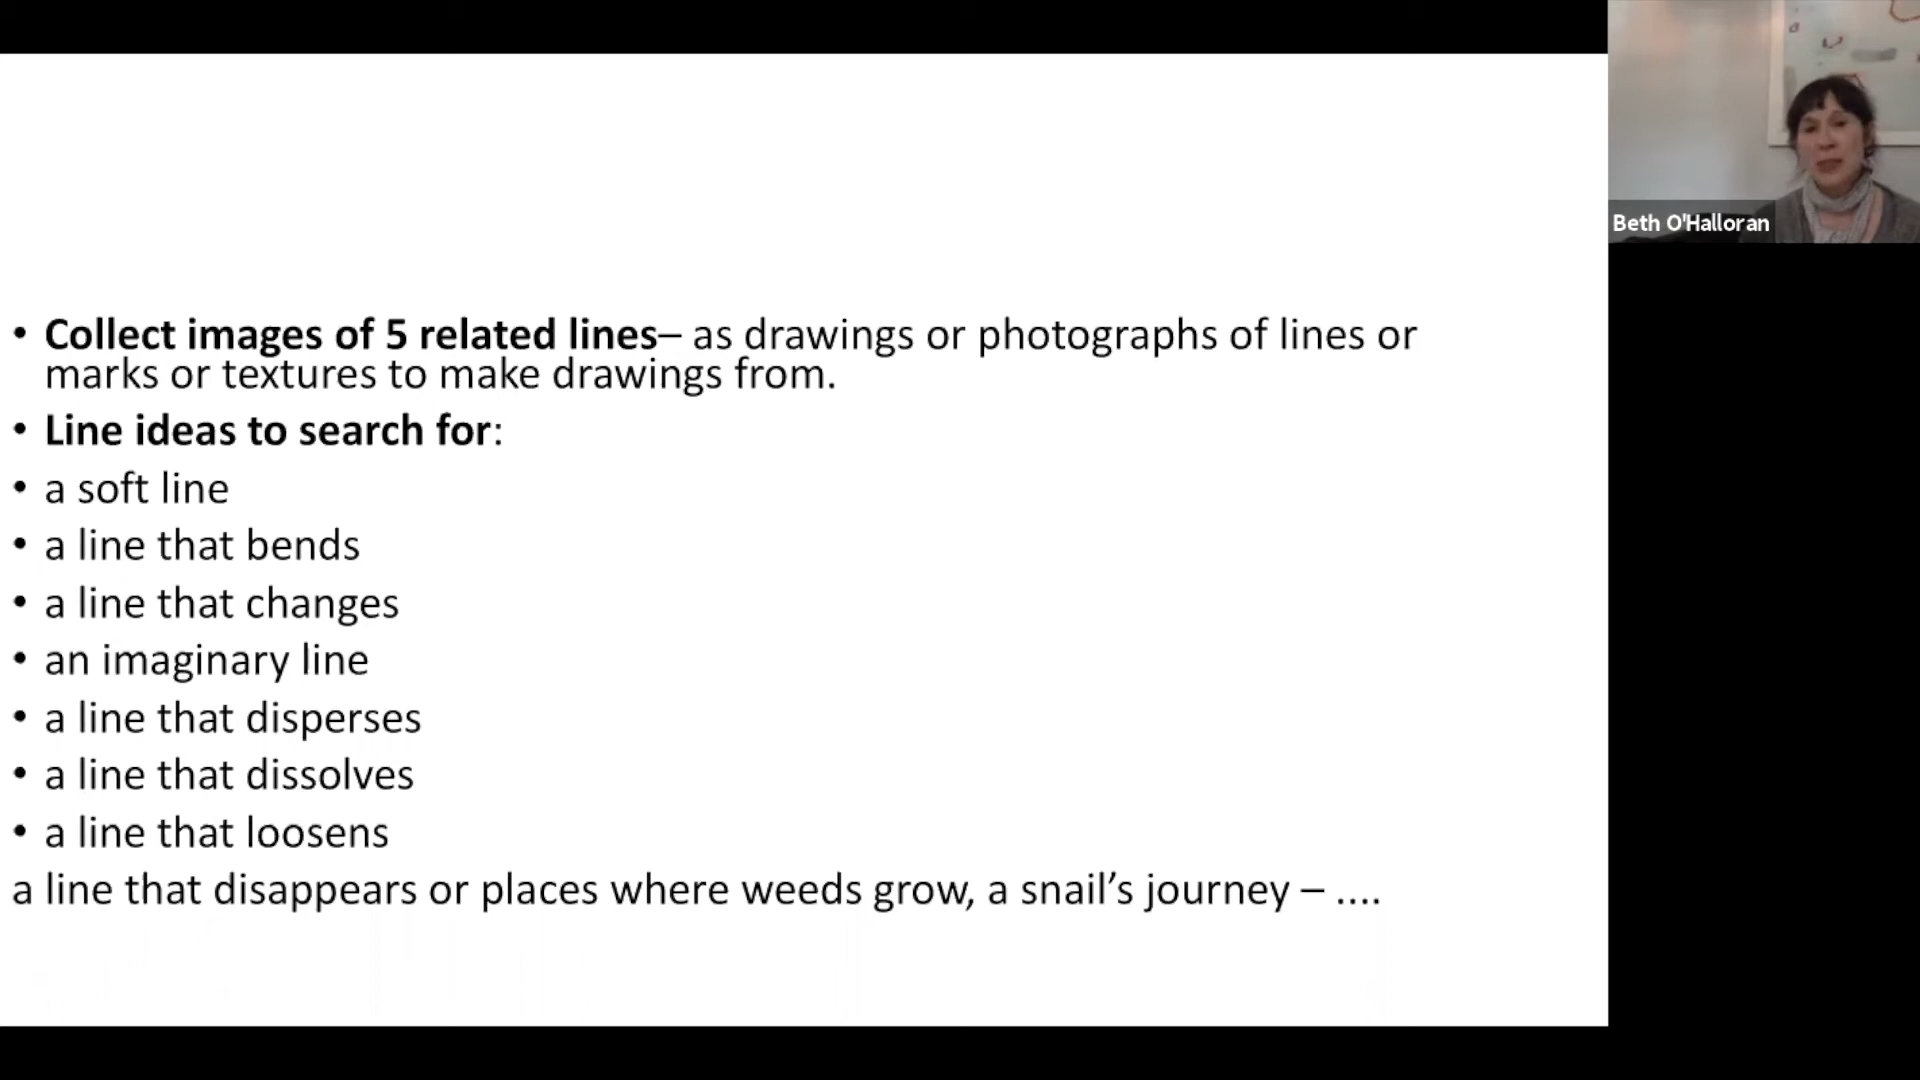 • Collect images of 5 related lines– as drawings or photographs of lines or
marks or textures to make drawings from.
• Line ideas to search for:
• a soft line
• a line that bends
• a line that changes
• an imaginary line
• a line that disperses
• a line that dissolves
• a line that loosens
a line that disappears or places where weeds grow, a snail’s journey – ....
Beth O'Halloran